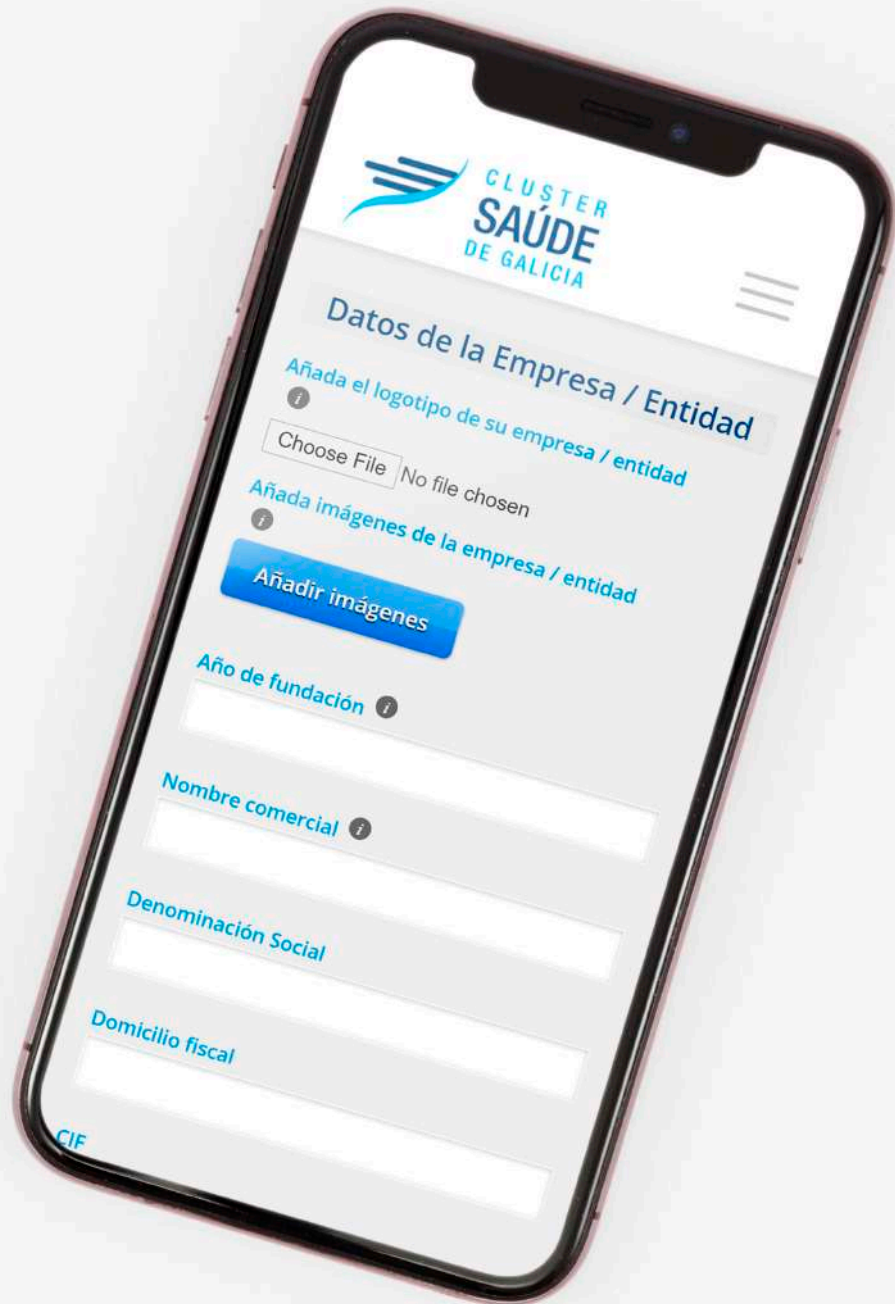 CLUSTER
SAÚDE
DE GALICIA
Datos de la Empresa / Entidad
Añada el logotipo de su empresa / entidad
Choose File No file chosen
Añada imágenes de la empresa / entidad
Añadir imágenes
Año de fundación
Nombre comercial
Denominación Social
Domicilio fiscal
CIF